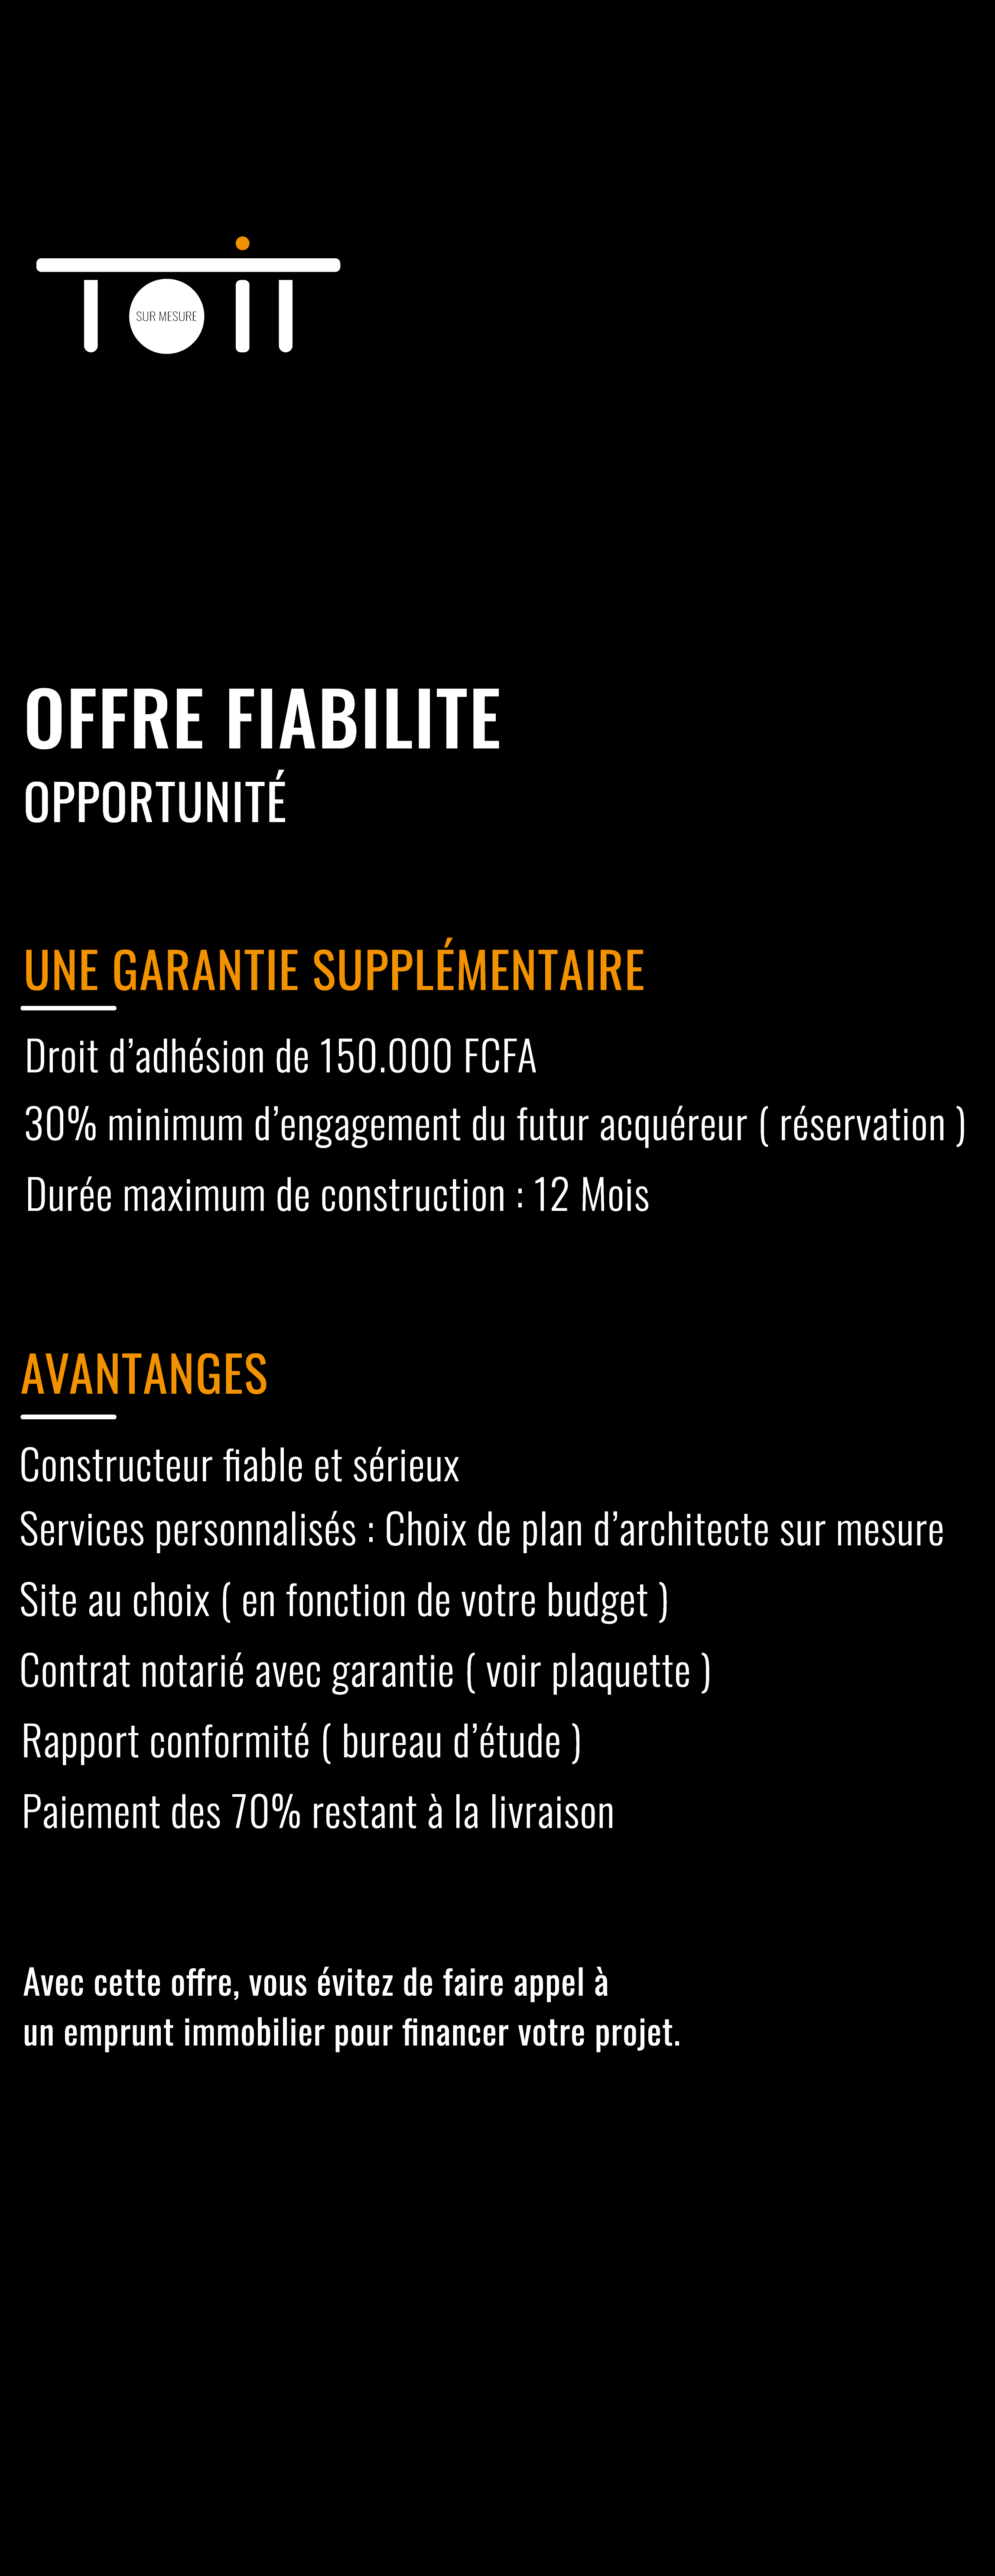 TOiT
SUR MESURE
OFFRE FIABILITE
OPPORTUNITÉ
UNE GARANTIE SUPPLÉMENTAIRE
Droit d’adhésion de 150.000 FCFA
30% minimum d’engagement du futur acquéreur ( réservation )
Durée maximum de construction : 12 Mois
AVANTANGES
Constructeur fiable et sérieux
Services personnalisés : Choix de plan d’architecte sur mesure
Site au choix ( en fonction de votre budget )
Contrat notarié avec garantie ( voir plaquette )
Rapport conformité ( bureau d’étude )
Paiement des 70% restant à la livraison
Avec cette offre, vous évitez de faire appel à
un emprunt immobilier pour financer votre projet.